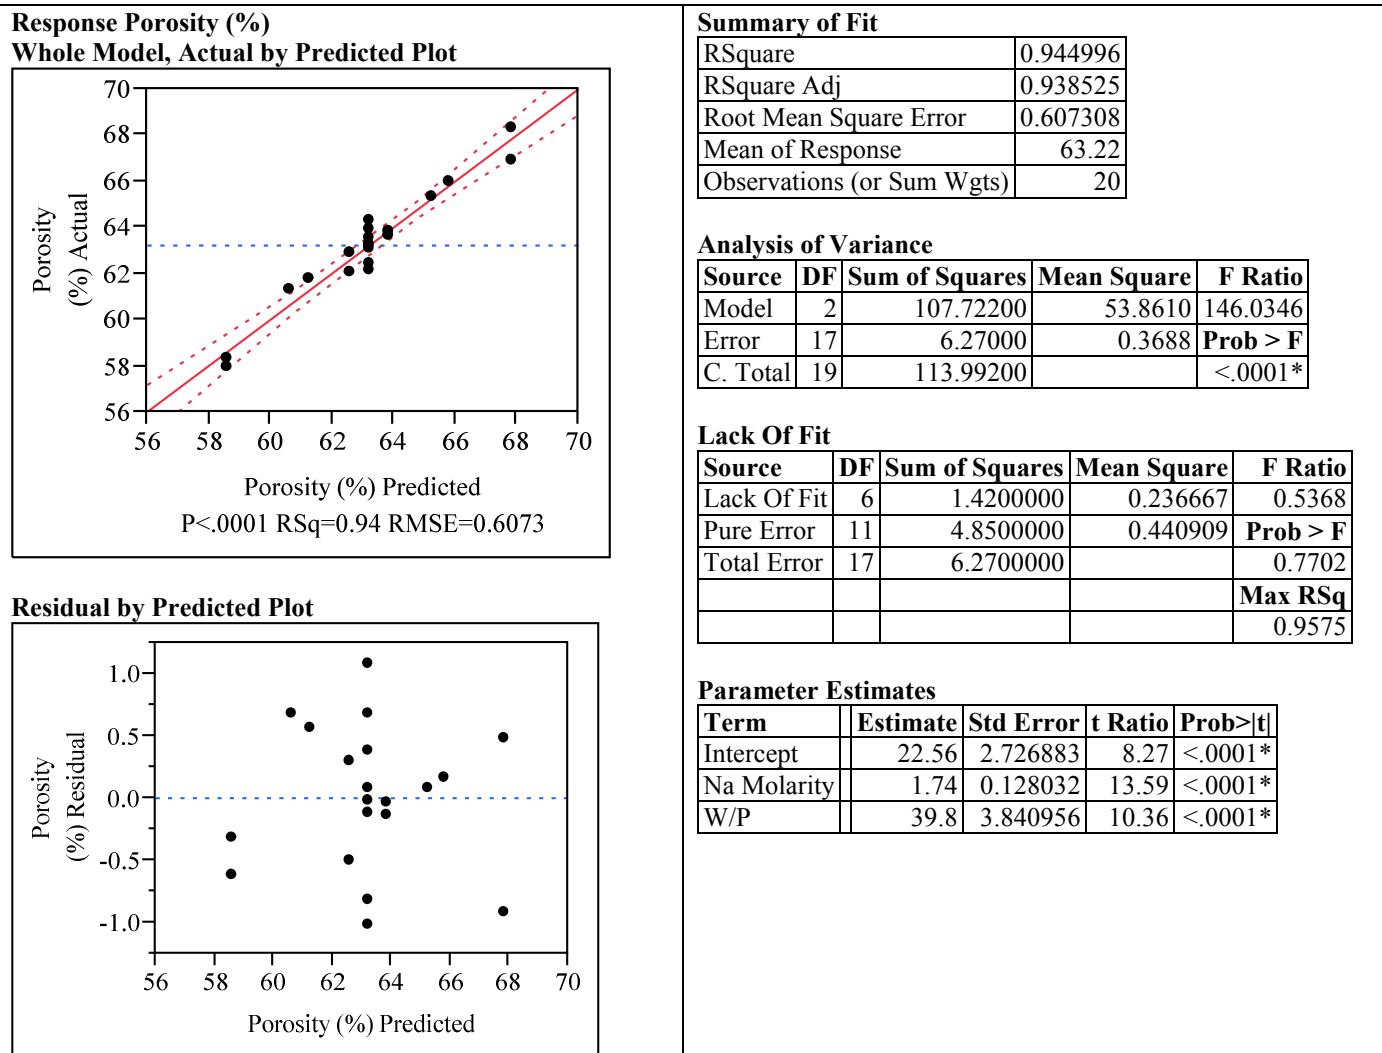 Response Porosity (%)
Whole Model, Actual by Predicted Plot
70
68
66
64
62
60
58
56
Porosity
(%) Actual
56 58 60 62 64 66 68 70
Porosity (%) Predicted
P<.0001 RSq=0.94 RMSE=0.6073
Residual by Predicted Plot
1.0
0.5
0.0
-0.5
-1.0
Porosity
(%) Residual
56 58 60 62 64 66 68 70
Porosity (%) Predicted
Summary of Fit
RSquare 0.944996
RSquare Adj 0.938525
Root Mean Square Error 0.607308
Mean of Response 63.22
Observations (or Sum Wgts) 20
Analysis of Variance
Source DF Sum of Squares Mean Square F Ratio
Model 2 107.72200 53.8610 146.0346
Error 17 6.27000 0.3688 Prob > F
C. Total 19 113.99200 <.0001*
Lack Of Fit
Source DF Sum of Squares Mean Square F Ratio
Lack Of Fit 6 1.4200000 0.236667 0.5368
Pure Error 11 4.8500000 0.440909 Prob > F
Total Error 17 6.2700000 0.7702
Max RSq
0.9575
Parameter Estimates
Term Estimate Std Error t Ratio Prob>|t|
Intercept 22.56 2.726883 8.27 <.0001*
Na Molarity 1.74 0.128032 13.59 <.0001*
W/P 39.8 3.840956 10.36 <.0001*